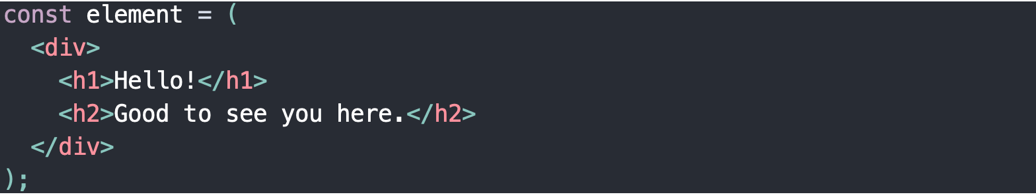 const element = (
  <div>
    <h1>Hello!</h1>
    <h2>Good to see you here.</h2>
  </div>
);